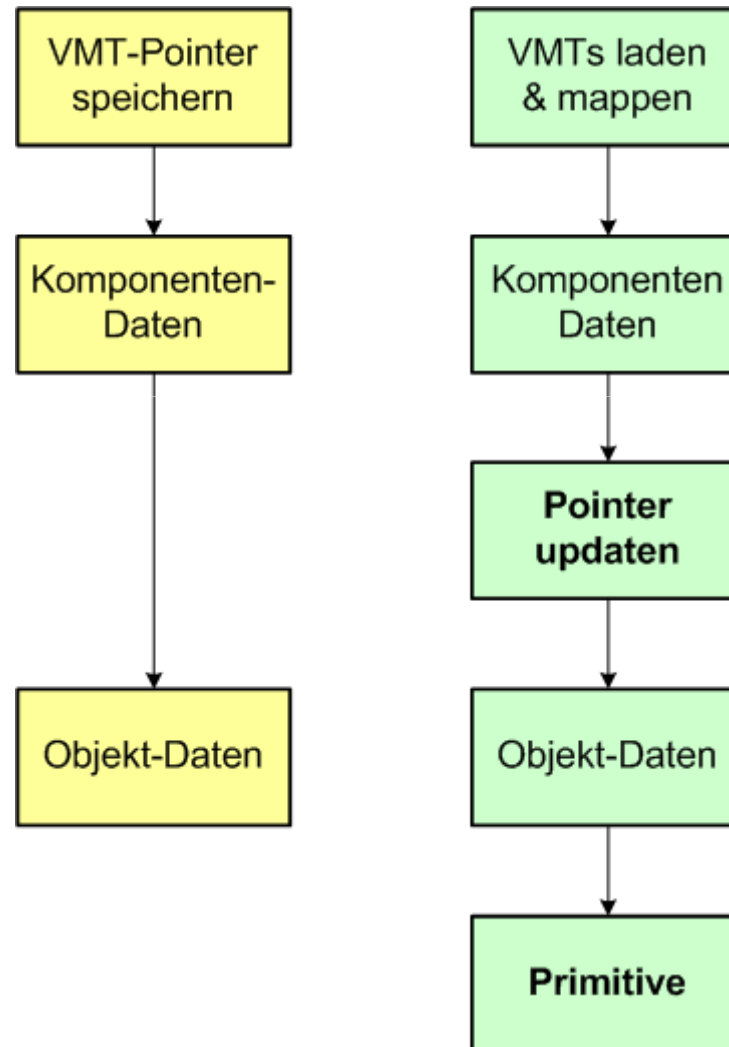 VMT-Pointer
speichern
Komponenten-
Daten
Objekt-Daten
VMTs laden
& mappen
Komponenten
Daten
Pointer
updaten
Objekt-Daten
Primitive